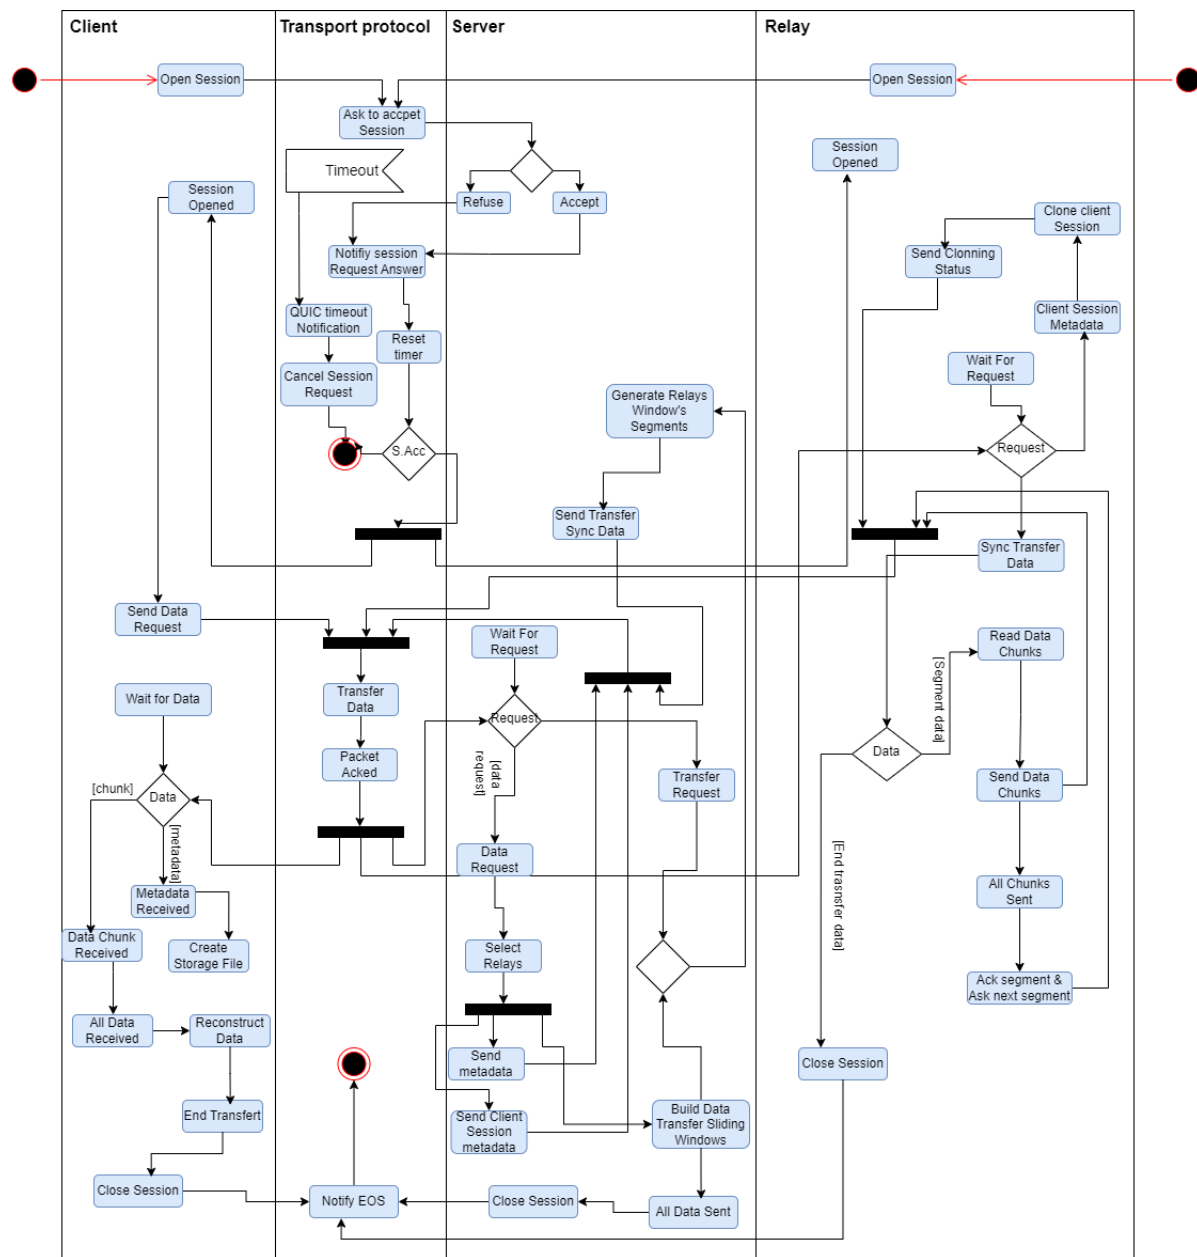 Client
Transport protocol
Server
Relay
Open Session
Open Session
Ask to accpet
Session
Session
Opened
Timeout
Session
Opened
Refuse
Accept
Clone client
Session
Notifiy session
Request Answer
Send Clonning
Status
QUIC timeout
Notification
Client Session
Metadata
Reset
timer
Wait For
Request
Cancel Session
Request
Generate Relays
Window's
Segments
S.Acc
Request
Send Transfer
Sync Data
Sync Transfer
Data
Send Data
Request
Wait For
Request
Read Data
Chunks
[Segment data]
Wait for Data
Transfer
Data
Request
Data
Packet
Acked
[data
request]
Transfer
Request
Send Data
Chunks
[chunk]
Data
[metadata]
Data
Request
[End trasnsfer data]
All Chunks
Sent
Metadata
Received
Data Chunk
Received
Create
Storage File
Select
Relays
Ack segment &
Ask next segment
All Data
Received
Reconstruct
Data
Send
metadata
Close Session
End Transfert
Send Client
Session
metadata
Build Data
Transfer Sliding
Windows
Close Session
Notify EOS
Close Session
All Data Sent